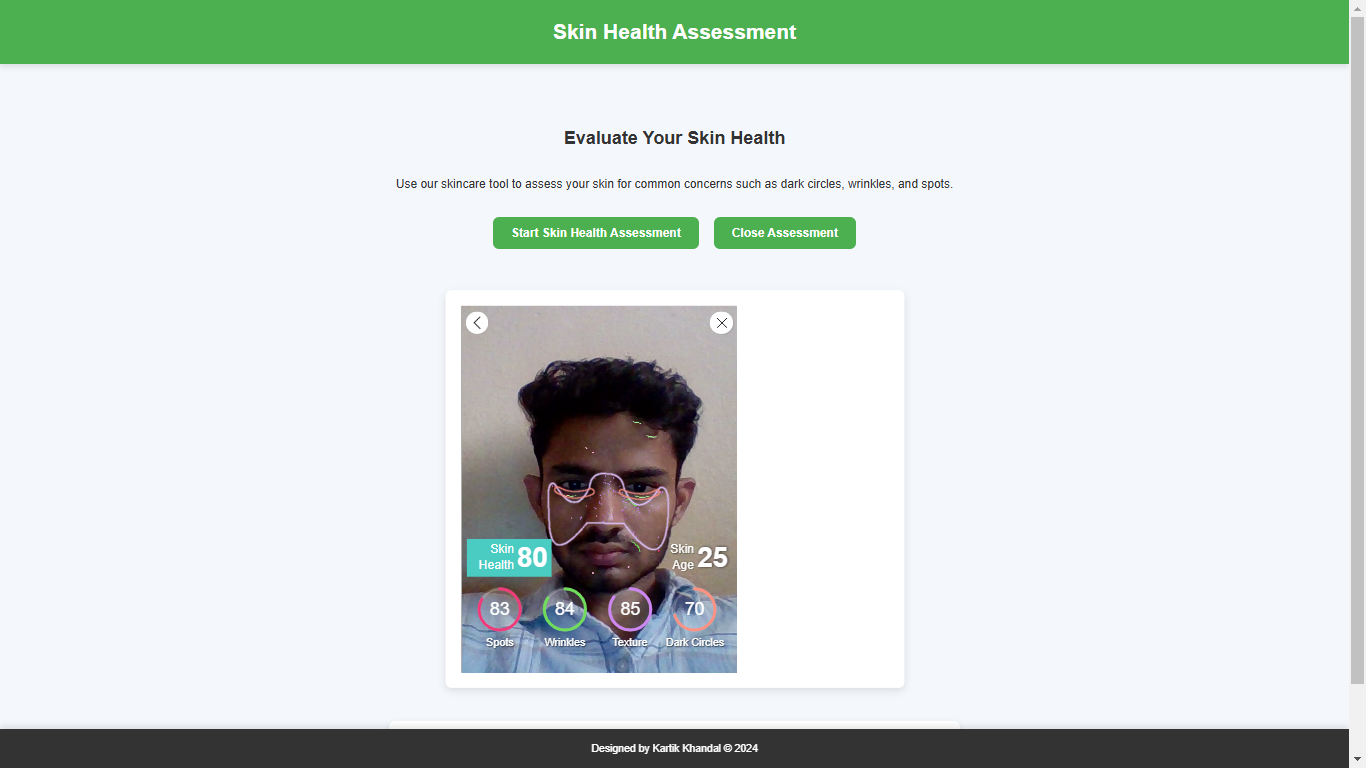 Skin Health Assessment
Evaluate Your Skin Health
Use our skincare tool to assess your skin for common concerns such as dark circles, wrinkles, and spots.
Start Skin Health Assessment
Close Assessment
Skin
Health
80
Skin
Age
25
83
84
85
70
Spots
Wrinkles
Texture
Dark Circles
Designed by Kartik Khandal © 2024